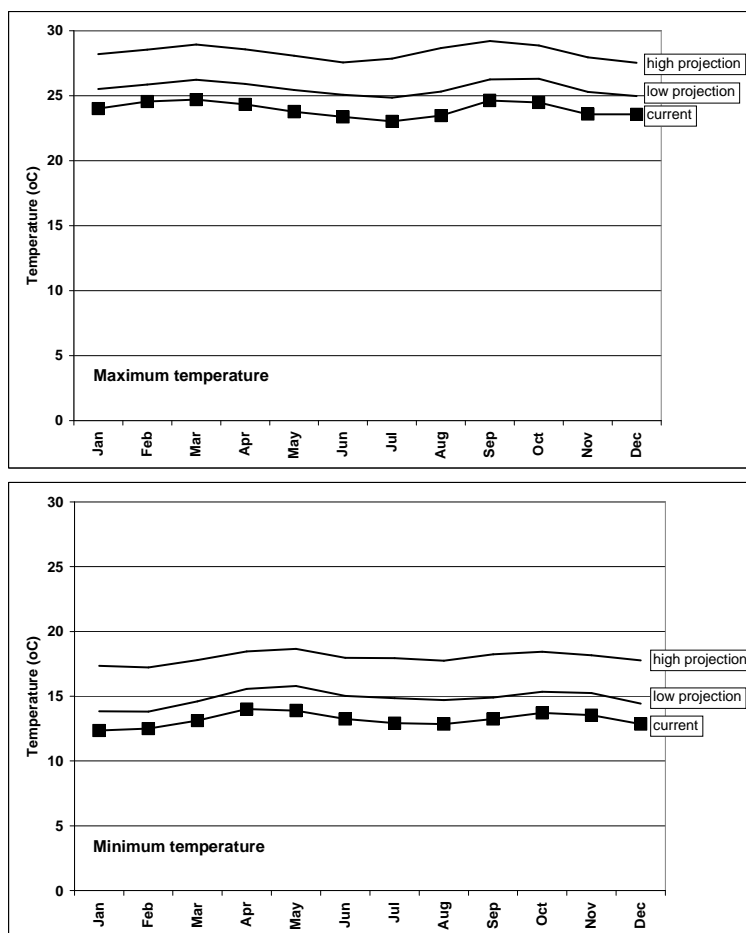 30
25
20
15
10
5
0
Temperature (oC)
high projection
low projection
current
Maximum temperature
Jan
Feb
Mar
Apr
May
Jun
Jul
Aug
Sep
Oct
Nov
Dec
30
25
20
15
10
5
0
Temperature (oC)
high projection
low projection
current
Minimum temperature
Jan
Feb
Mar
Apr
May
Jun
Jul
Aug
Sep
Oct
Nov
Dec